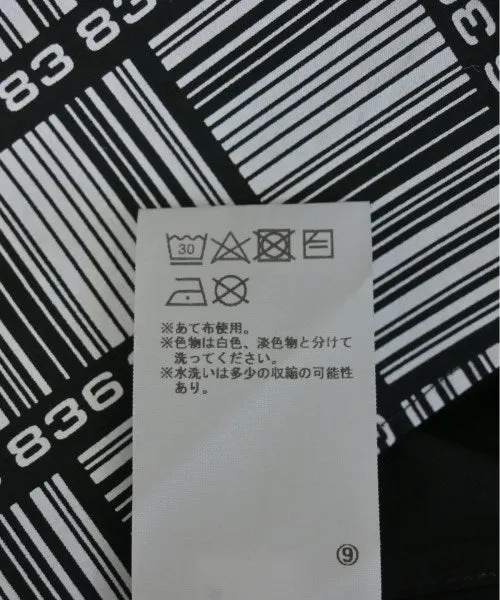 83 83
30
※あて布使用。
※色物は白色、淡色物と分けて
洗ってください。
※水洗いは多少の収縮の可能性
あり。
8 836
⑨